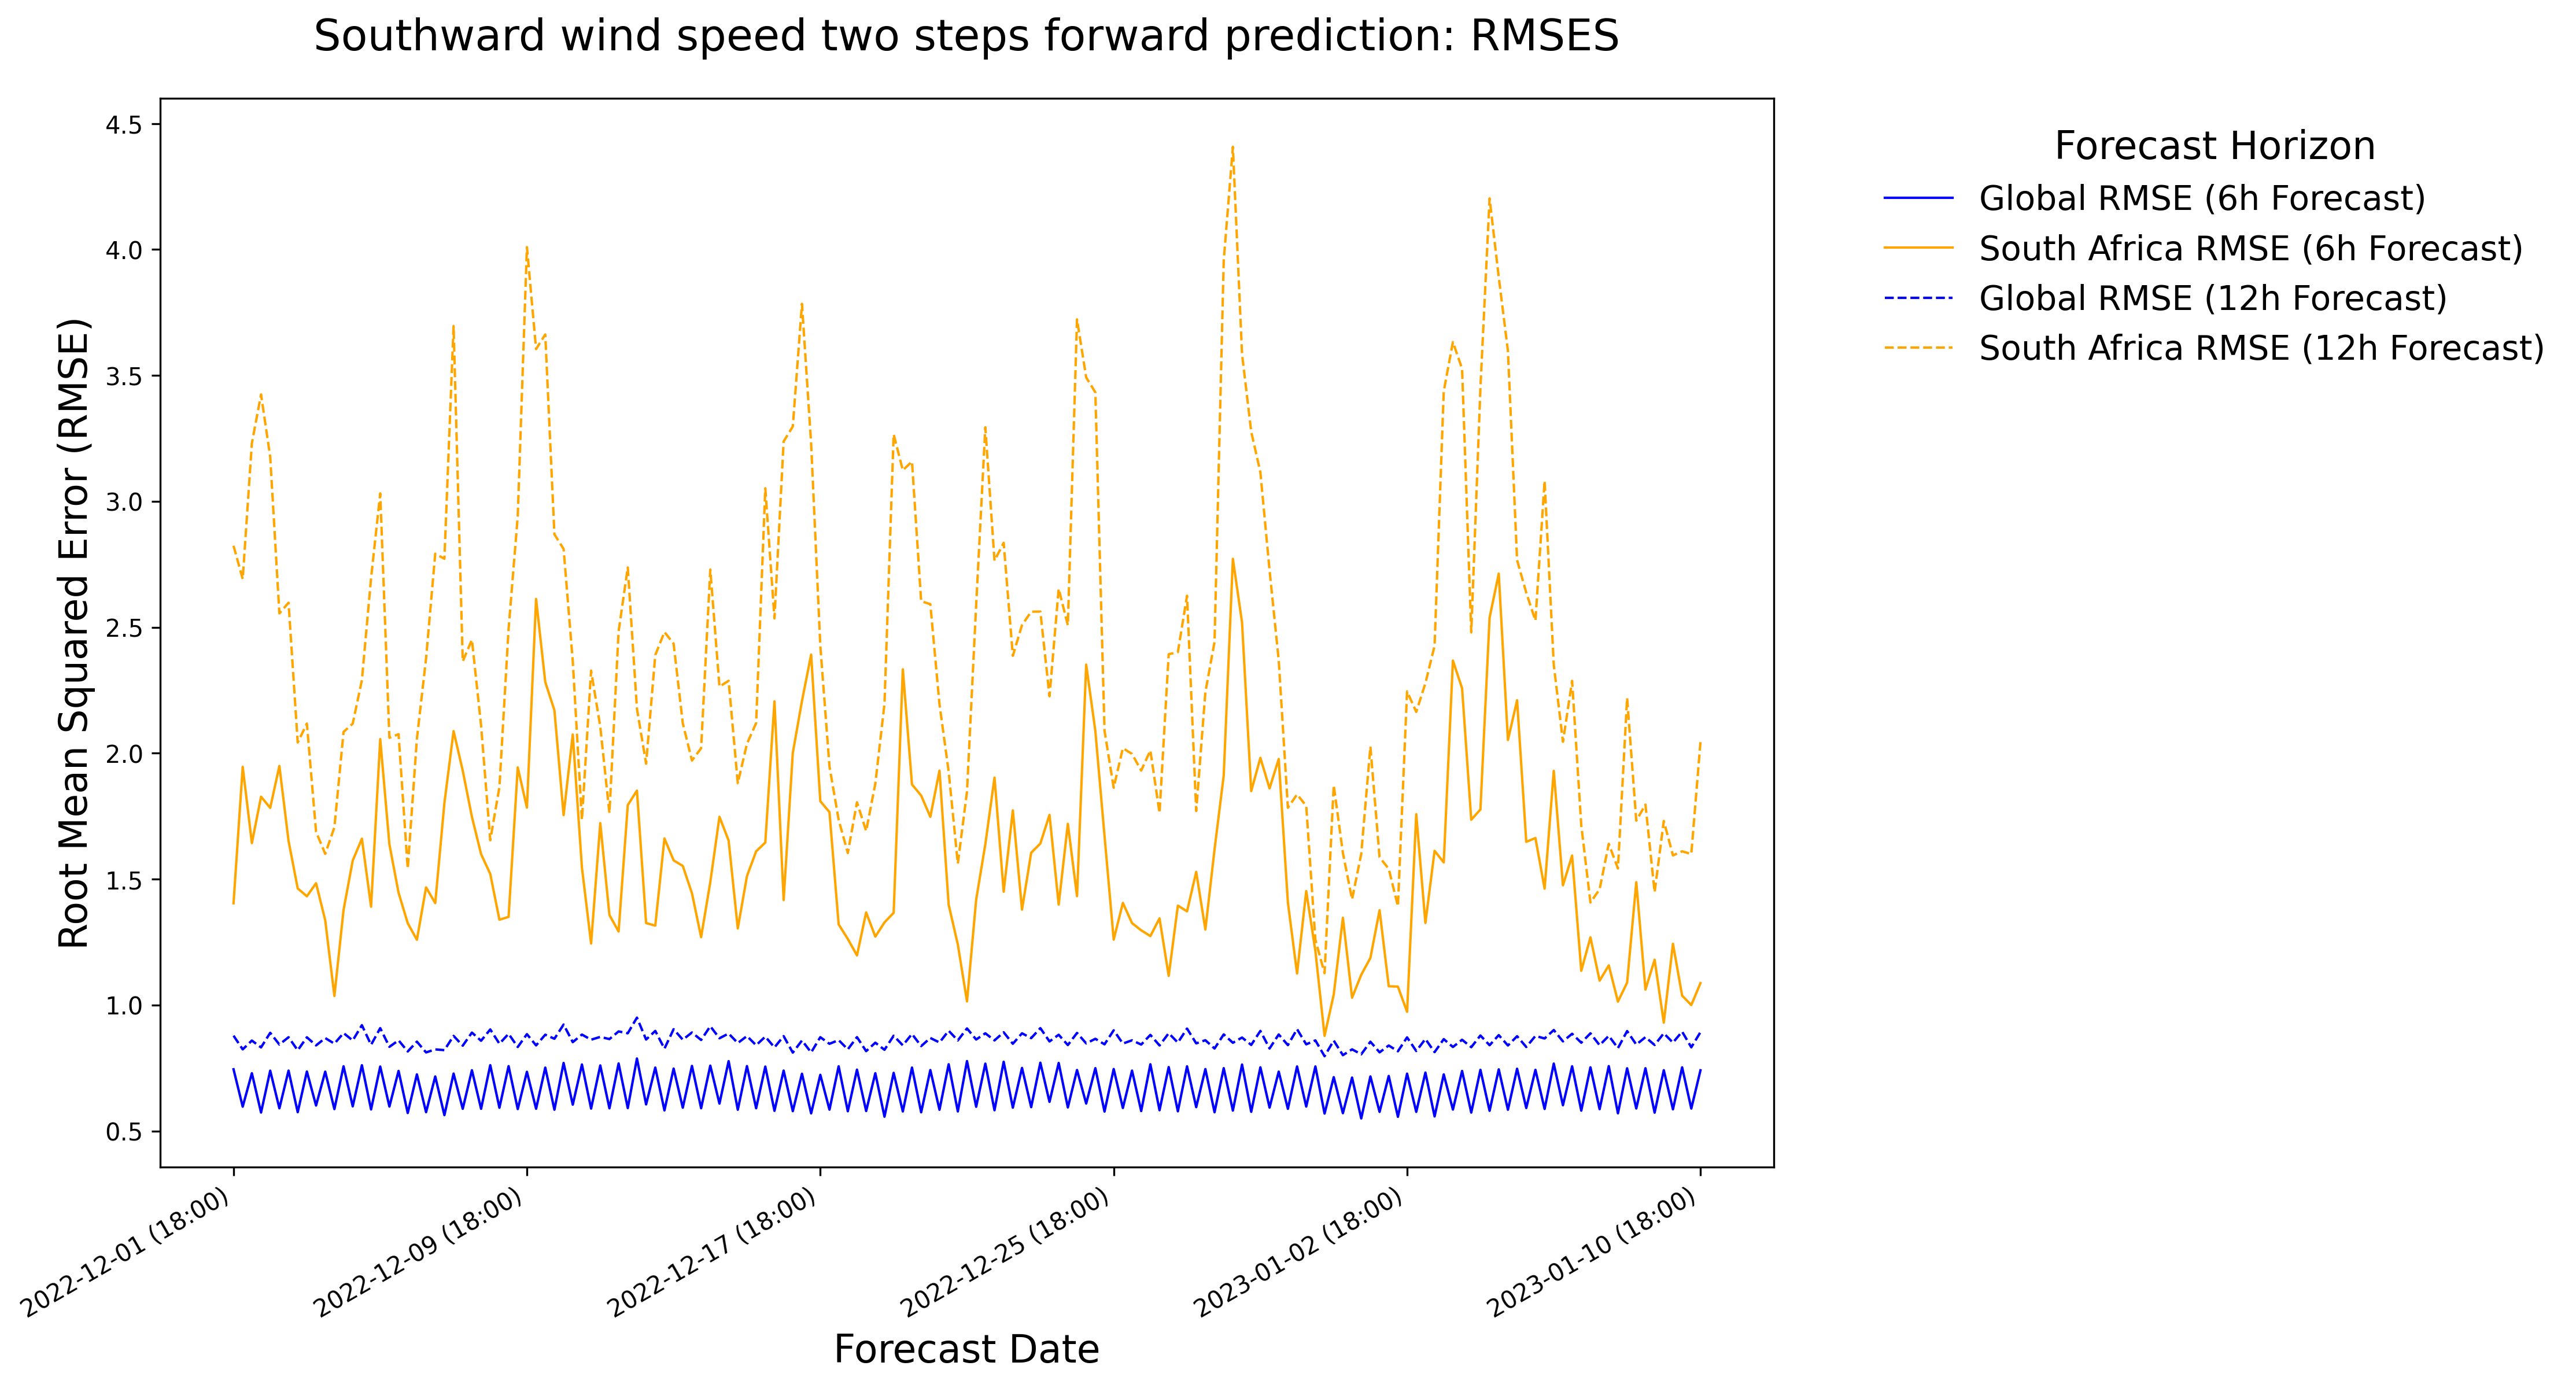 Southward wind speed two steps forward prediction: RMSES
Root Mean Squared Error (RMSE)
4.5
4.0
3.5
3.0
2.5
2.0
1.5
1.0
0.5
2022-12-01 (18:00)
2022-12-09 (18:00)
2022-12-17 (18:00)
2022-12-25 (18:00)
2023-01-02 (18:00)
2023-01-10 (18:00)
Forecast Date
Forecast Horizon
Global RMSE (6h Forecast)
South Africa RMSE (6h Forecast)
Global RMSE (12h Forecast)
South Africa RMSE (12h Forecast)